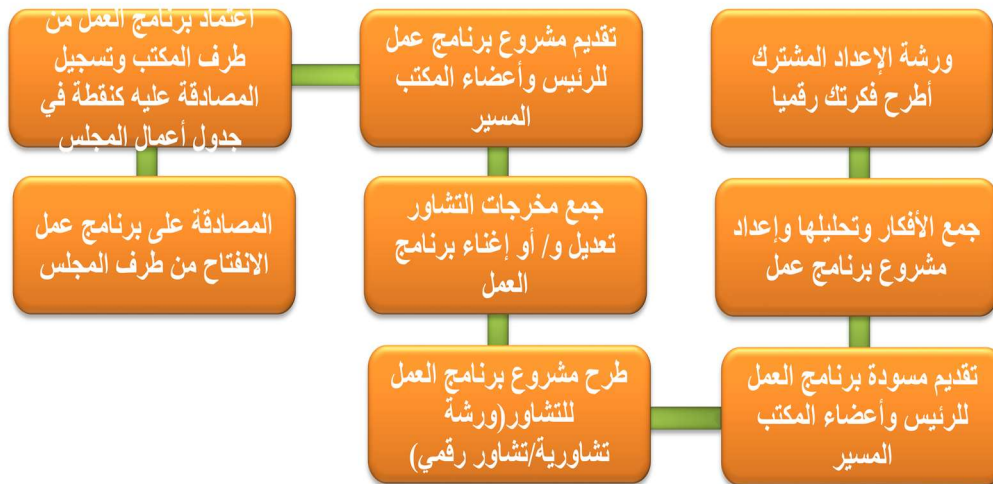 ورشة الإعداد المشترك
أطرح فكرتك رقميا
جمع الأفكار وتحليلها وإعداد
مشروع برنامج عمل
تقديم مسودة برنامج العمل
للرئيس وأعضاء المكتب
المسير
طرح مشروع برنامج العمل
للتشاور(ورشة
تشاورية/تشاور رقمي)
جمع مخرجات التشاور
تعديل و/ أو إغناء برنامج
العمل
تقديم مشروع برنامج عمل
للرئيس وأعضاء المكتب
المسير
اعتماد برنامج العمل من
طرف المكتب وتسجيل
المصادقة عليه كنقطة في
جدول أعمال المجلس
المصادقة على برنامج عمل
الانفتاح من طرف المجلس